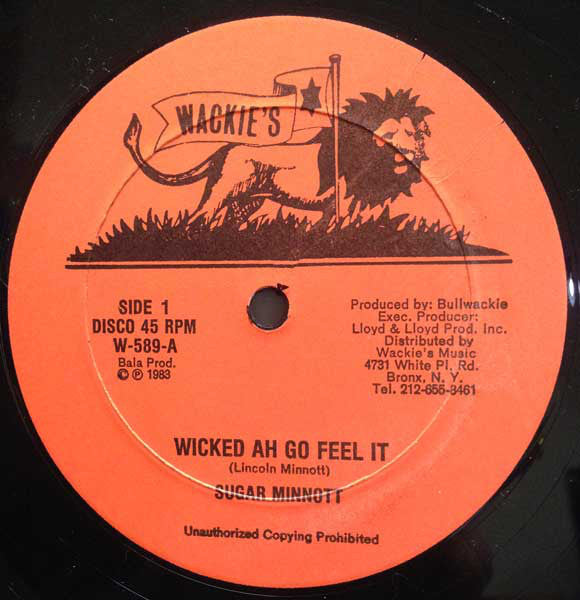 WACKIE'S
SIDE 1
DISCO 45 RPM
W-589-A
Bala Prod.
© ℗ 1983
Produced by: Bullwackie
Exec. Producer:
Lloyd & Lloyd Prod. Inc.
Distributed by
Wackie's Music
4731 White Pl. Rd.
Bronx, N. Y.
Tel. 212-655-8461
WICKED AH GO FEEL IT
(Lincoln Minnott)
SUGAR MINNOTT
Unauthorized Copying Prohibited